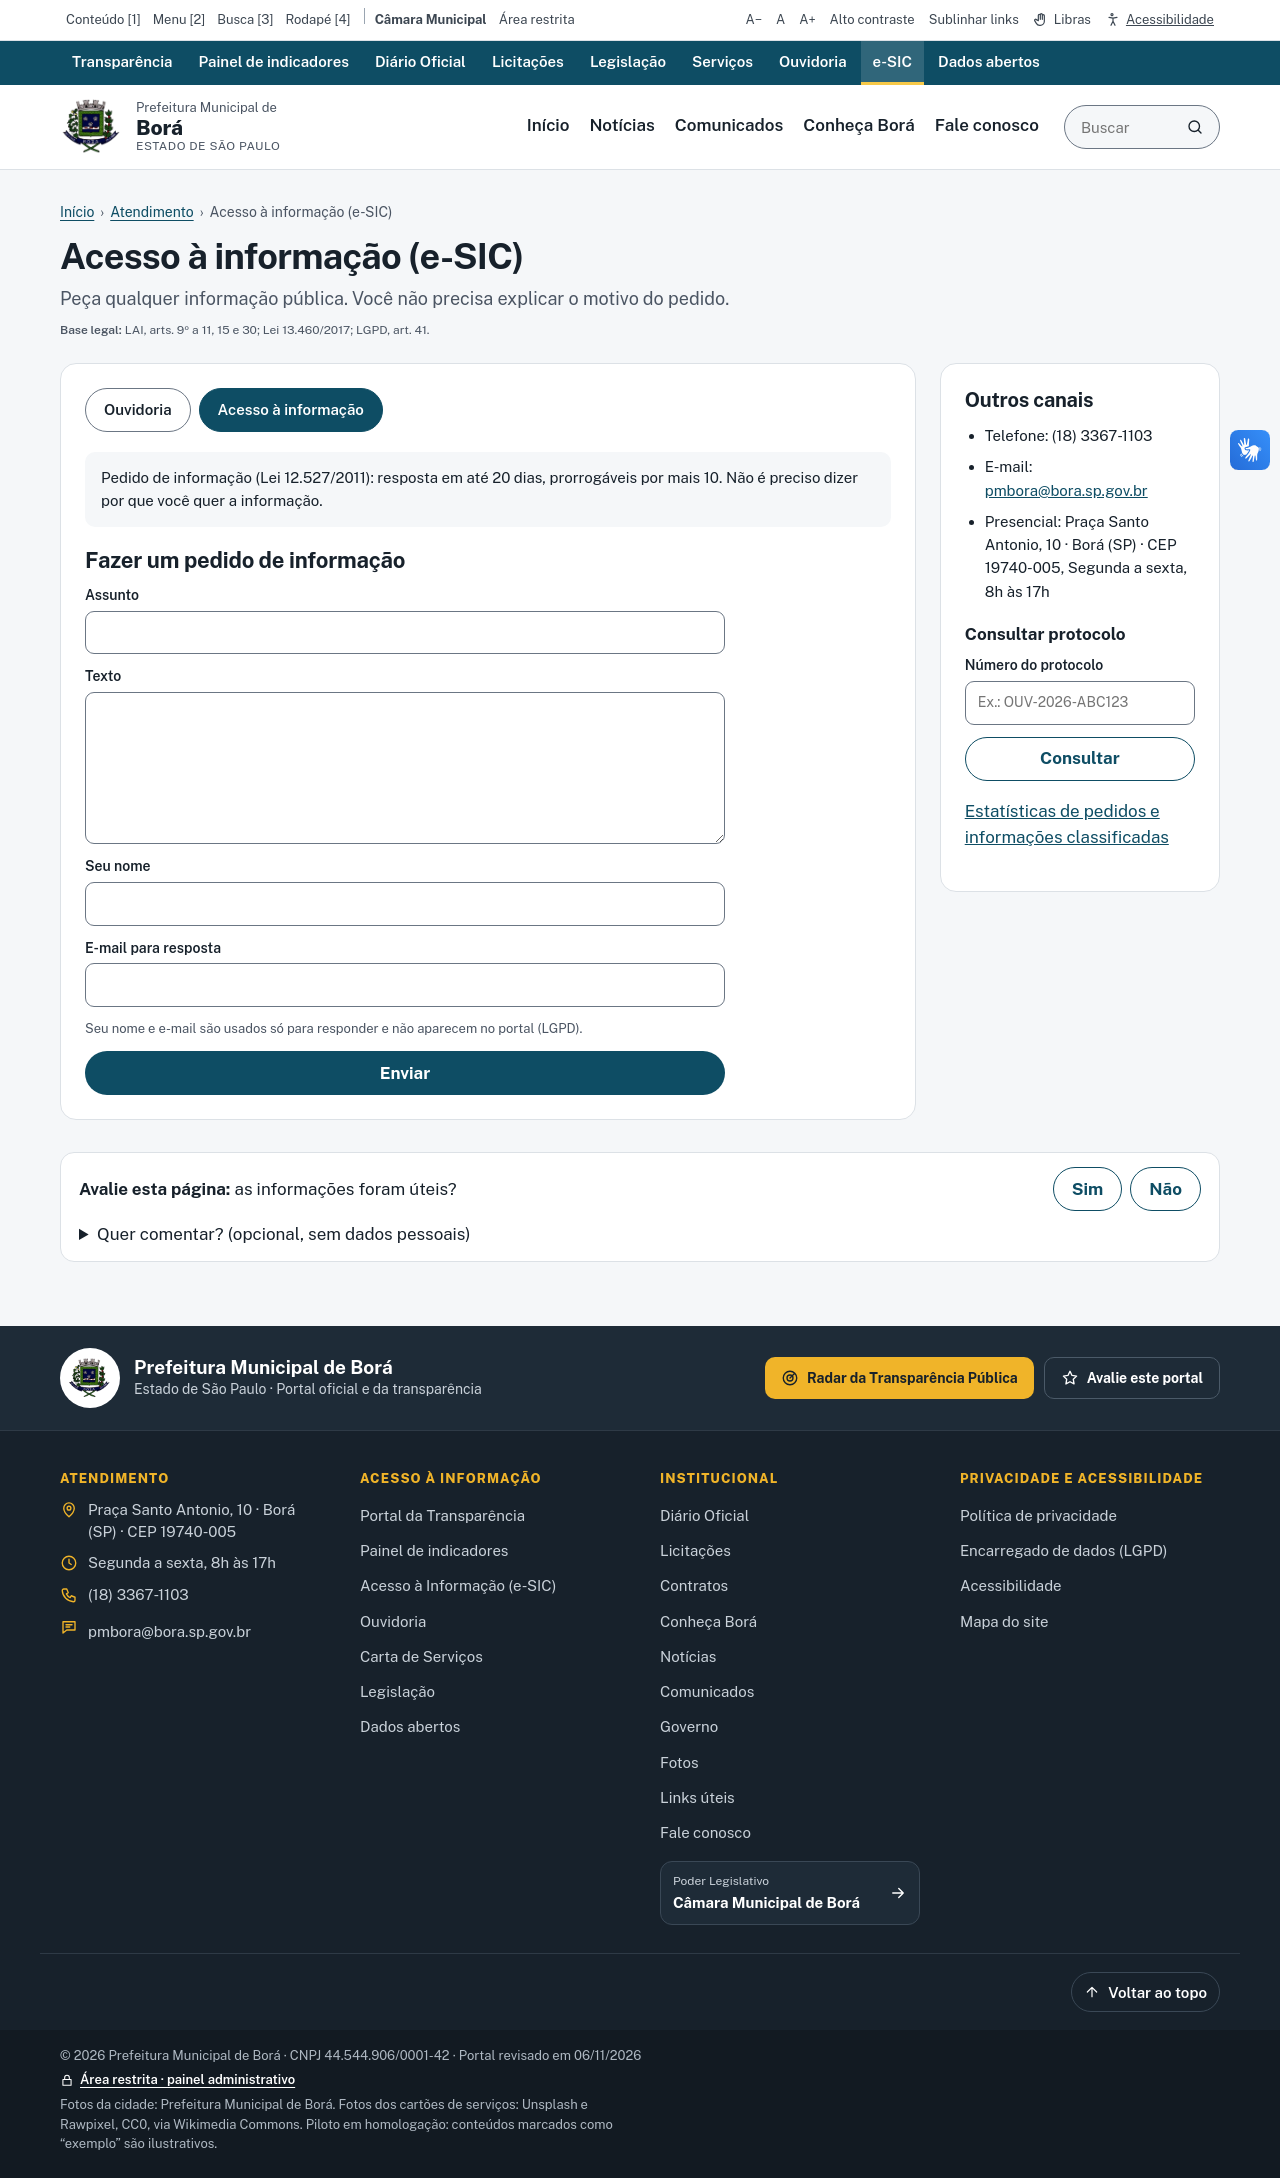 Conteúdo [1] Menu [2] Busca [3] Rodapé [4] Câmara Municipal Área restrita A− A A+ Alto contraste Sublinhar links Libras Acessibilidade
Transparência Painel de indicadores Diário Oficial Licitações Legislação Serviços Ouvidoria e-SIC Dados abertos
Prefeitura Municipal de
Borá
ESTADO DE SÃO PAULO
Início Notícias Comunicados Conheça Borá Fale conosco Buscar
Início › Atendimento › Acesso à informação (e-SIC)
Acesso à informação (e-SIC)
Peça qualquer informação pública. Você não precisa explicar o motivo do pedido.
Base legal: LAI, arts. 9º a 11, 15 e 30; Lei 13.460/2017; LGPD, art. 41.
Ouvidoria Acesso à informação
Pedido de informação (Lei 12.527/2011): resposta em até 20 dias, prorrogáveis por mais 10. Não é preciso dizer
por que você quer a informação.
Fazer um pedido de informação
Assunto
Texto
Seu nome
E-mail para resposta
Seu nome e e-mail são usados só para responder e não aparecem no portal (LGPD).
Enviar
Outros canais
Telefone: (18) 3367-1103
E-mail:
pmbora@bora.sp.gov.br
Presencial: Praça Santo
Antonio, 10 · Borá (SP) · CEP
19740-005, Segunda a sexta,
8h às 17h
Consultar protocolo
Número do protocolo
Ex.: OUV-2026-ABC123
Consultar
Estatísticas de pedidos e
informações classificadas
Avalie esta página: as informações foram úteis? Sim Não
Quer comentar? (opcional, sem dados pessoais)
Prefeitura Municipal de Borá
Estado de São Paulo · Portal oficial e da transparência
Radar da Transparência Pública Avalie este portal
ATENDIMENTO
Praça Santo Antonio, 10 · Borá
(SP) · CEP 19740-005
Segunda a sexta, 8h às 17h
(18) 3367-1103
pmbora@bora.sp.gov.br
ACESSO À INFORMAÇÃO
Portal da Transparência
Painel de indicadores
Acesso à Informação (e-SIC)
Ouvidoria
Carta de Serviços
Legislação
Dados abertos
INSTITUCIONAL
Diário Oficial
Licitações
Contratos
Conheça Borá
Notícias
Comunicados
Governo
Fotos
Links úteis
Fale conosco
Poder Legislativo
Câmara Municipal de Borá
PRIVACIDADE E ACESSIBILIDADE
Política de privacidade
Encarregado de dados (LGPD)
Acessibilidade
Mapa do site
Voltar ao topo
© 2026 Prefeitura Municipal de Borá · CNPJ 44.544.906/0001-42 · Portal revisado em 06/11/2026
Área restrita · painel administrativo
Fotos da cidade: Prefeitura Municipal de Borá. Fotos dos cartões de serviços: Unsplash e
Rawpixel, CC0, via Wikimedia Commons. Piloto em homologação: conteúdos marcados como
“exemplo” são ilustrativos.